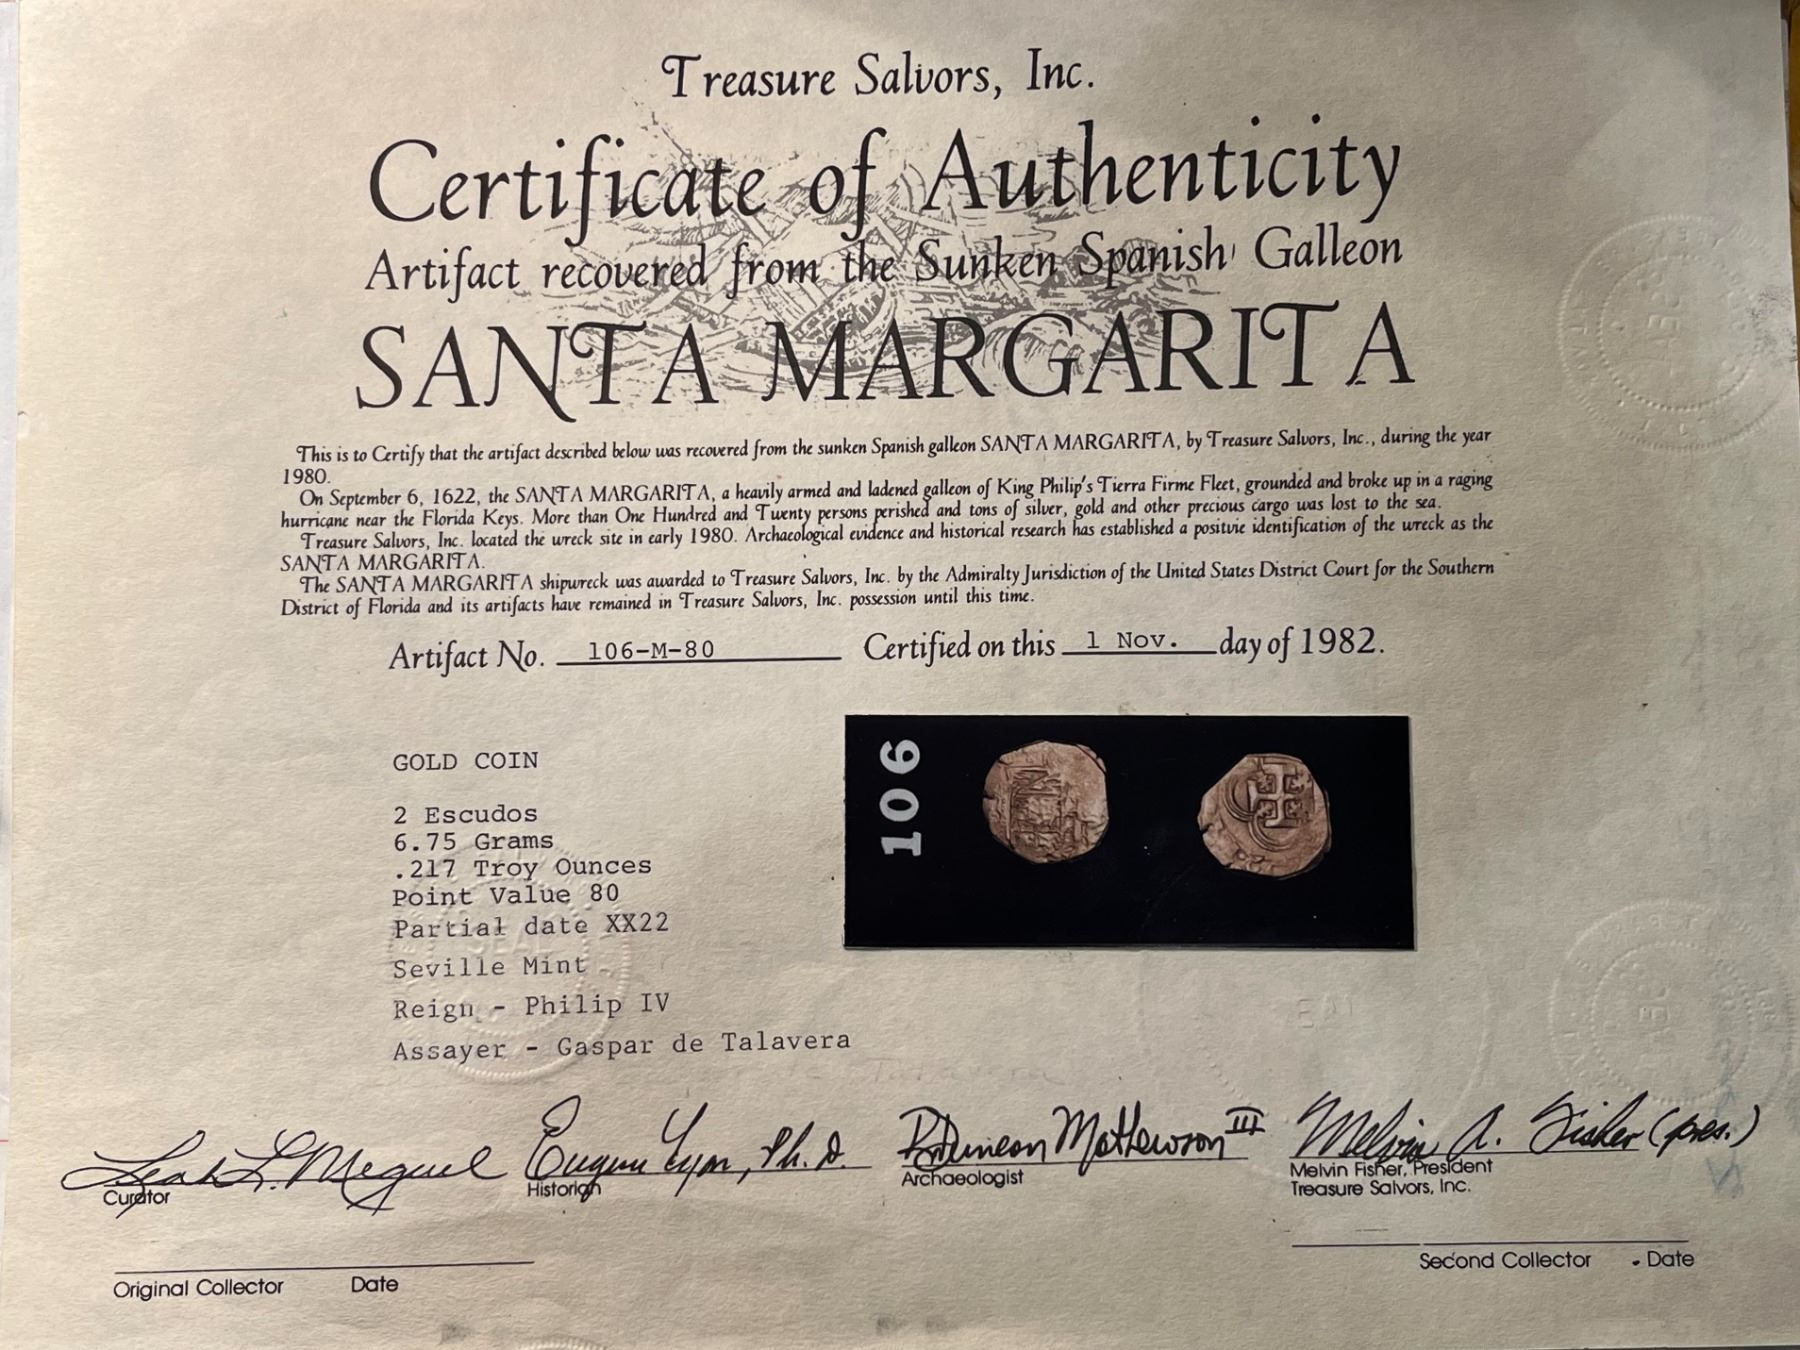 Treasure Salvors, Inc.
Certificate of Authenticity
Artifact recovered from the Sunken Spanish Galleon
SANTA MARGARITA
This is to Certify that the artifact described below was recovered from the sunken Spanish galleon SANTA MARGARITA, by Treasure Salvors, Inc., during the year
1980.
On September 6, 1622, the SANTA MARGARITA, a heavily armed and ladened galleon of King Philip's Tierra Firme Fleet, grounded and broke up in a raging
hurricane near the Florida Keys. More than One Hundred and Twenty persons perished and tons of silver, gold and other precious cargo was lost to the sea.
Treasure Salvors, Inc. located the wreck site in early 1980. Archaeological evidence and historical research has established a positvie identification of the wreck as the
SANTA MARGARITA.
The SANTA MARGARITA shipwreck was awarded to Treasure Salvors, Inc. by the Admiralty Jurisdiction of the United States District Court for the Southern
District of Florida and its artifacts have remained in Treasure Salvors, Inc. possession until this time.
Artifact No. 106-M-80 Certified on this 1 Nov. day of 1982.
GOLD COIN
106
2 Escudos
6.75 Grams
.217 Troy Ounces
Point Value 80
Partial date XX22
Seville Mint
Reign - Philip IV
Assayer - Gaspar de Talavera
Leah L. Miguel Eugene Lyon, Ph.D. R Duncan Mathewson III Melvin A. Fisher (pres.)
Curator Historian Archaeologist Melvin Fisher, President
Treasure Salvors, Inc.
Original Collector Date Second Collector Date